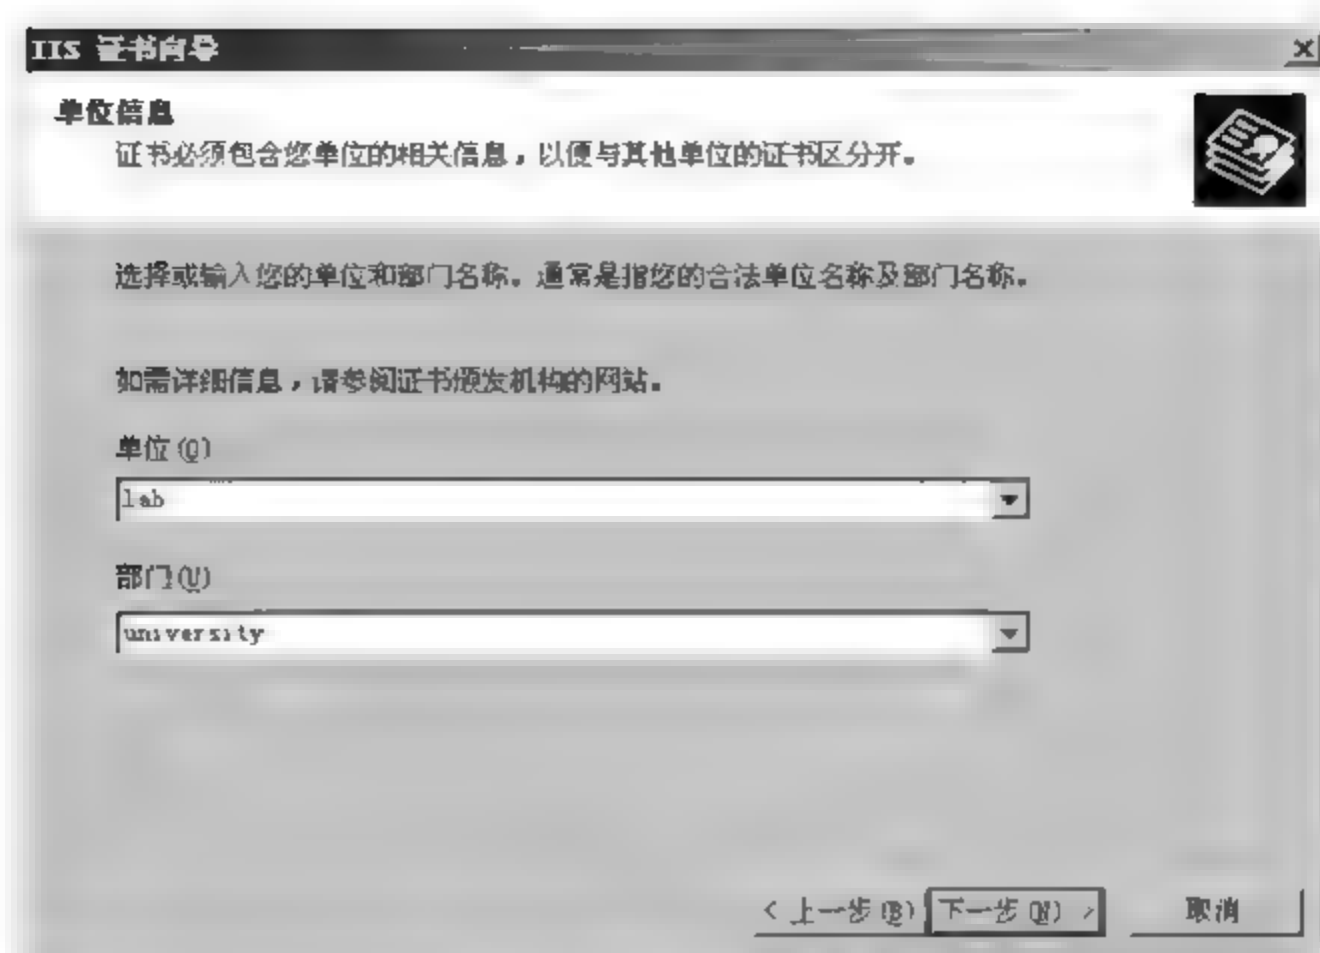 IIS 证书向导
单位信息
证书必须包含您单位的相关信息，以便与其他单位的证书区分开。
选择或输入您的单位和部门名称。通常是指您的合法单位名称及部门名称。
如需详细信息，请参阅证书颁发机构的网站。
单位(O)
lab
部门(U)
university
< 上一步(B) 下一步(N) > 取消